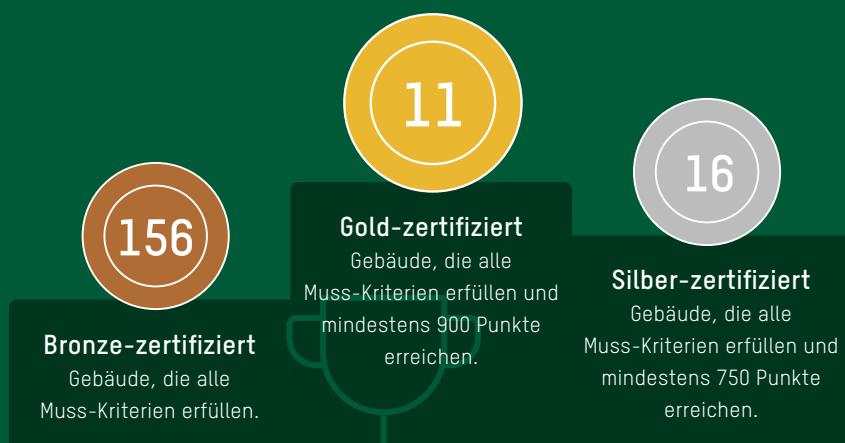 156
Bronze-zertifiziert
Gebäude, die alle
Muss-Kriterien erfüllen.
11
Gold-zertifiziert
Gebäude, die alle
Muss-Kriterien erfüllen und
mindestens 900 Punkte
erreichen.
16
Silber-zertifiziert
Gebäude, die alle
Muss-Kriterien erfüllen und
mindestens 750 Punkte
erreichen.